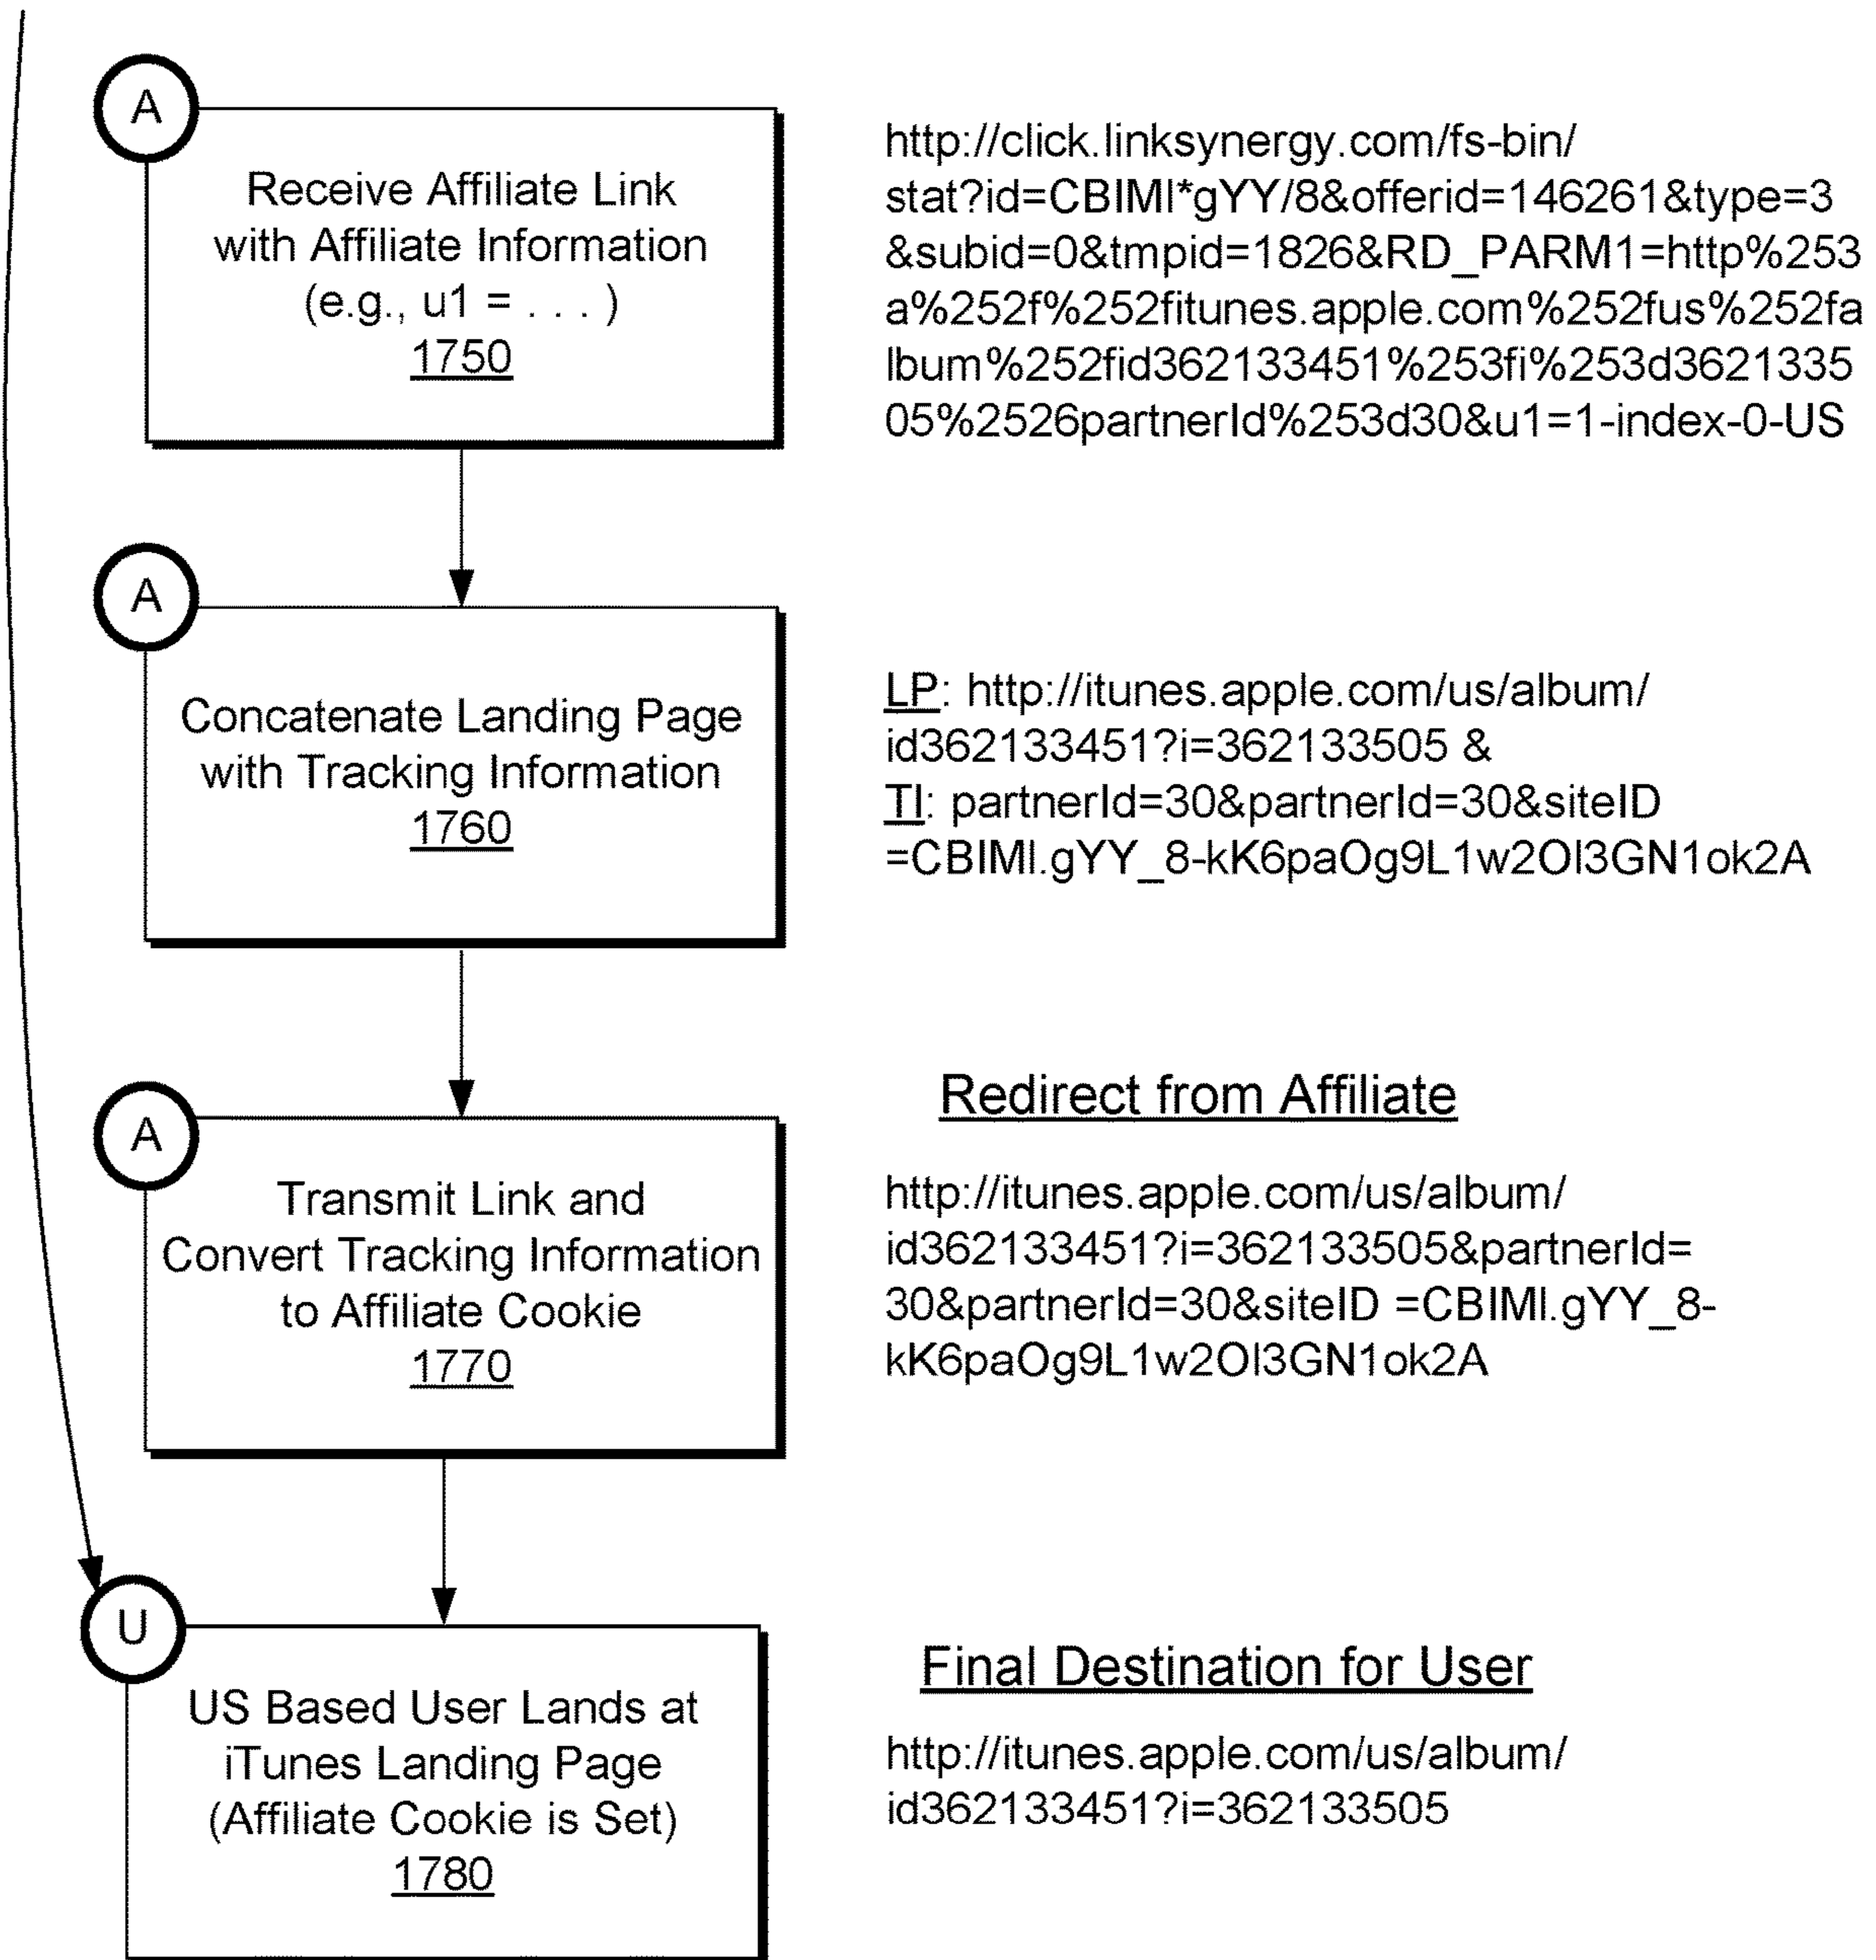 A
Receive Affiliate Link
with Affiliate Information
(e.g., u1 = . . . )
1750
http://click.linksynergy.com/fs-bin/
stat?id=CBIMl*gYY/8&offerid=146261&type=3
&subid=0&tmpid=1826&RD_PARM1=http%253
a%252f%252fitunes.apple.com%252fus%252fa
lbum%252fid362133451%253fi%253d3621335
05%2526partnerId%253d30&u1=1-index-0-US
A
Concatenate Landing Page
with Tracking Information
1760
LP: http://itunes.apple.com/us/album/
id362133451?i=362133505 &
TI: partnerId=30&partnerId=30&siteID
=CBIMl.gYY_8-kK6paOg9L1w2OI3GN1ok2A
A
Transmit Link and
Convert Tracking Information
to Affiliate Cookie
1770
Redirect from Affiliate
http://itunes.apple.com/us/album/
id362133451?i=362133505&partnerId=
30&partnerId=30&siteID =CBIMl.gYY_8-
kK6paOg9L1w2OI3GN1ok2A
U
US Based User Lands at
iTunes Landing Page
(Affiliate Cookie is Set)
1780
Final Destination for User
http://itunes.apple.com/us/album/
id362133451?i=362133505